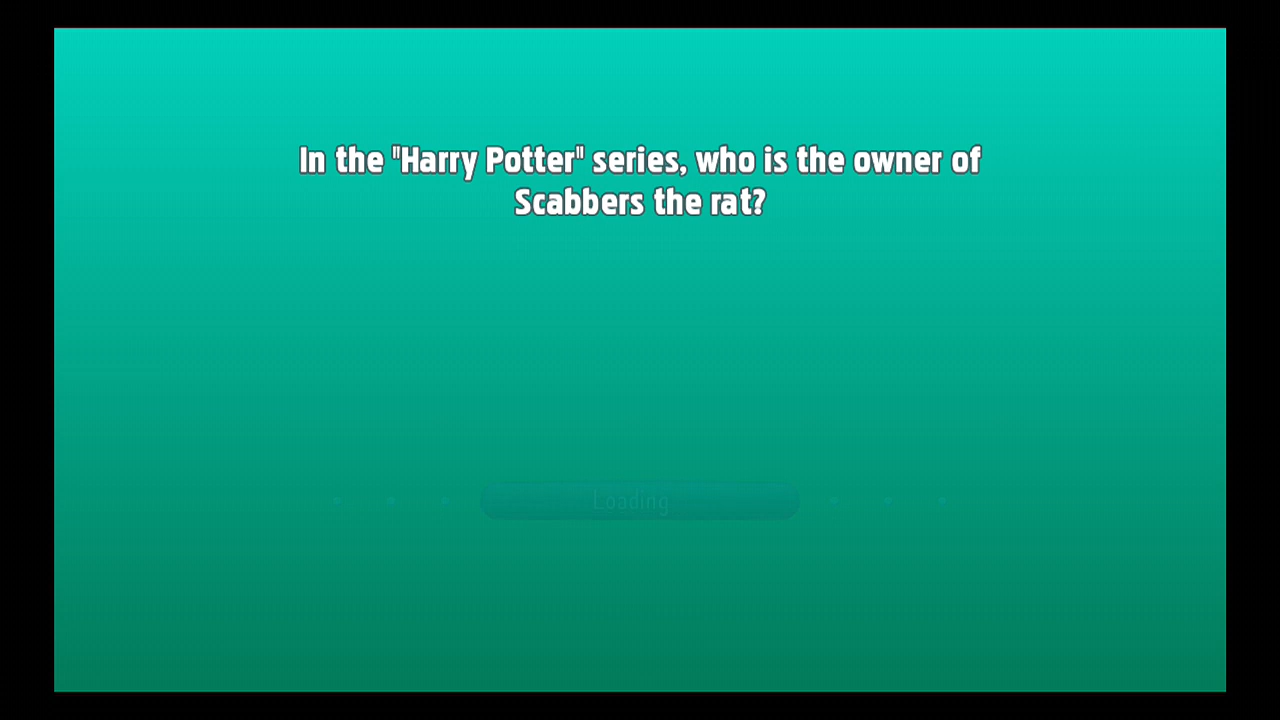 In the "Harry Potter" series, who is the owner of
Scabbers the rat?
Loading